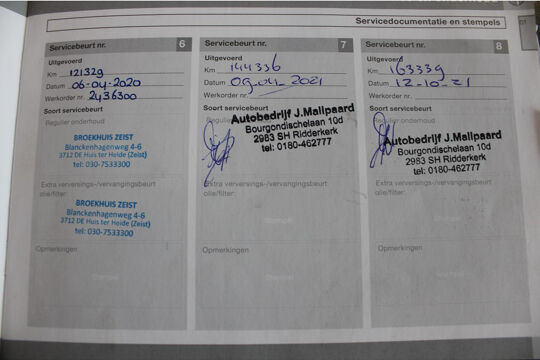 Servicedocumentatie en stempels
Servicebeurt nr. 6
Uitgevoerd
Km 121329
Datum 06-04-2020
Werkorder nr. 2436300
Soort servicebeurt
Regulier onderhoud
BROEKHUIS ZEIST
Blanckenhagenweg 4-6
3712 DE Huis ter Heide (Zeist)
tel: 030-7533300
Extra verversings-/vervangingsbeurt
olie/filter:
BROEKHUIS ZEIST
Blanckenhagenweg 4-6
3712 DE Huis ter Heide (Zeist)
tel: 030-7533300
Opmerkingen
Servicebeurt nr. 7
Uitgevoerd
Km 144336
Datum 09-04-2021
Werkorder nr.
Soort servicebeurt
Autobedrijf J.Mallpaard
Bourgondischelaan 10d
2983 SH Ridderkerk
tel: 0180-462777
Extra verversings-/vervangingsbeurt
olie/filter:
Opmerkingen
Servicebeurt nr. 8
Uitgevoerd
Km 163339
Datum 12-10-21
Werkorder nr.
Soort servicebeurt
Autobedrijf J.Mallpaard
Bourgondischelaan 10d
2983 SH Ridderkerk
tel: 0180-462777
Extra verversings-/vervangingsbeurt
olie/filter:
Opmerkingen